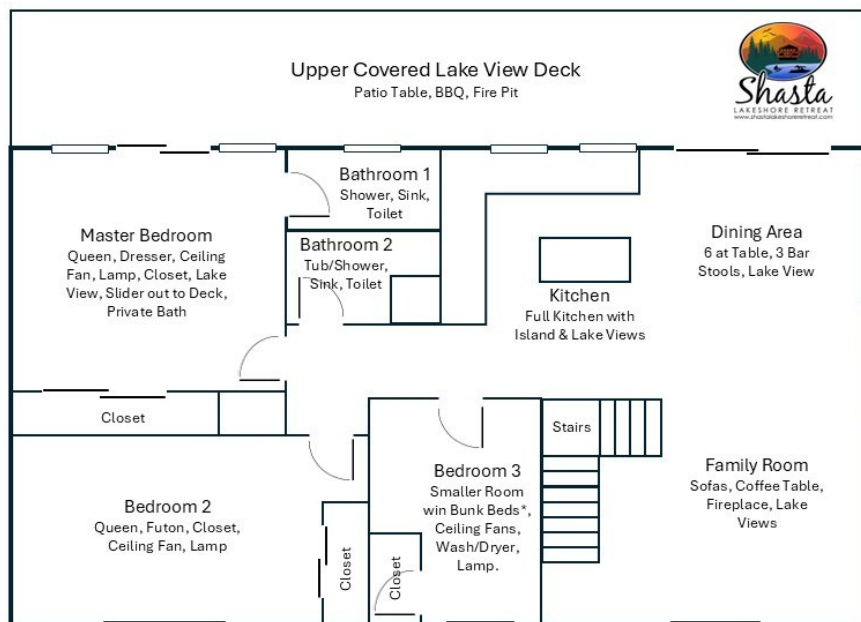 Upper Covered Lake View Deck
Patio Table, BBQ, Fire Pit
Shasta
LAKESHORE RETREAT
www.shastalakeshoreretreat.com
Bathroom 1
Shower, Sink,
Toilet
Master Bedroom
Queen, Dresser, Ceiling
Fan, Lamp, Closet, Lake
View, Slider out to Deck,
Private Bath
Bathroom 2
Tub/Shower,
Sink, Toilet
Dining Area
6 at Table, 3 Bar
Stools, Lake View
Kitchen
Full Kitchen with
Island & Lake Views
Closet
Stairs
Bedroom 2
Queen, Futon, Closet,
Ceiling Fan, Lamp
Closet
Bedroom 3
Smaller Room
win Bunk Beds*,
Ceiling Fans,
Wash/Dryer,
Lamp.
Closet
Family Room
Sofas, Coffee Table,
Fireplace, Lake
Views